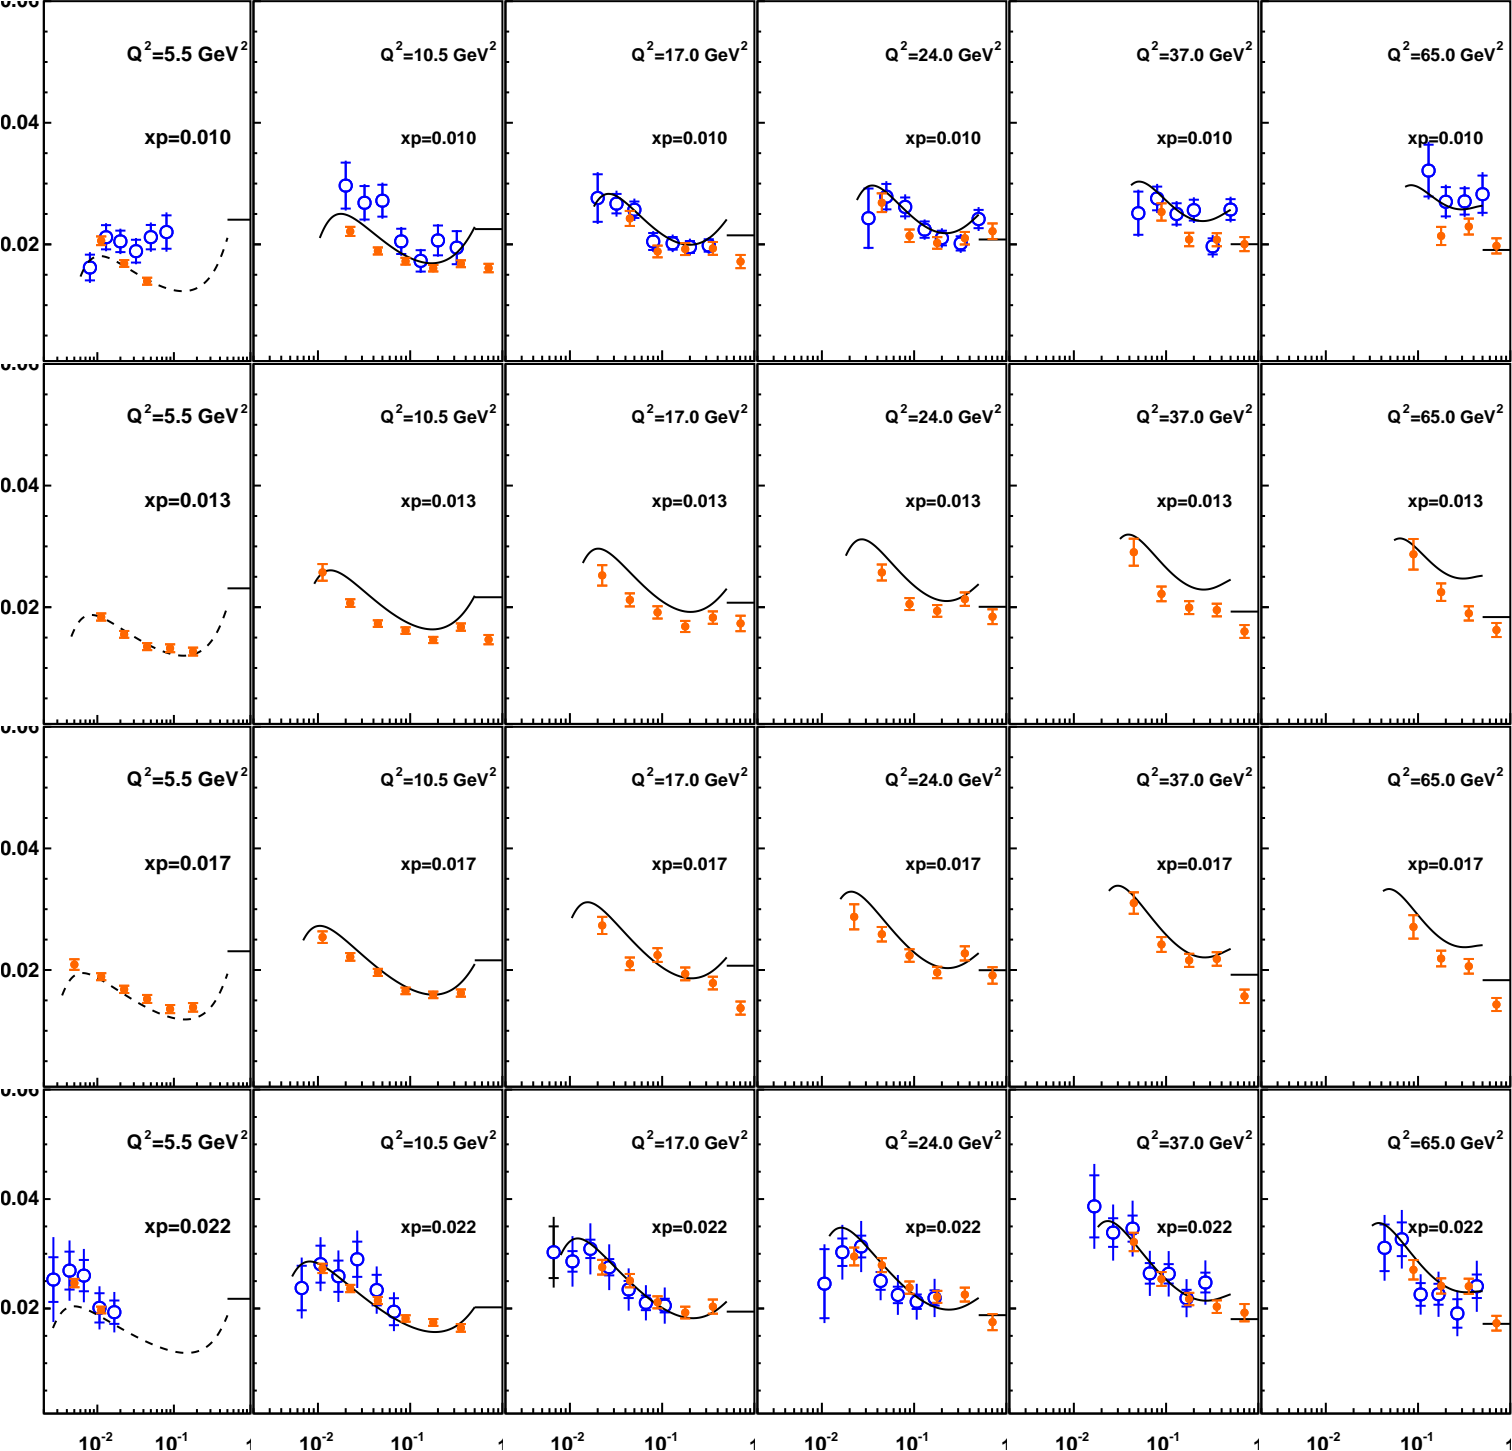 0.06
Q²=5.5 GeV² Q²=10.5 GeV² Q²=17.0 GeV² Q²=24.0 GeV² Q²=37.0 GeV² Q²=65.0 GeV²
0.04 xp=0.010 xp=0.010 xp=0.010 xp=0.010 xp=0.010 xp=0.010
0.02
0.06
Q²=5.5 GeV² Q²=10.5 GeV² Q²=17.0 GeV² Q²=24.0 GeV² Q²=37.0 GeV² Q²=65.0 GeV²
0.04 xp=0.013 xp=0.013 xp=0.013 xp=0.013 xp=0.013 xp=0.013
0.02
0.06
Q²=5.5 GeV² Q²=10.5 GeV² Q²=17.0 GeV² Q²=24.0 GeV² Q²=37.0 GeV² Q²=65.0 GeV²
0.04 xp=0.017 xp=0.017 xp=0.017 xp=0.017 xp=0.017 xp=0.017
0.02
0.06
Q²=5.5 GeV² Q²=10.5 GeV² Q²=17.0 GeV² Q²=24.0 GeV² Q²=37.0 GeV² Q²=65.0 GeV²
0.04 xp=0.022 xp=0.022 xp=0.022 xp=0.022 xp=0.022 xp=0.022
0.02
10⁻² 10⁻¹ 1 10⁻² 10⁻¹ 1 10⁻² 10⁻¹ 1 10⁻² 10⁻¹ 1 10⁻² 10⁻¹ 1 10⁻² 10⁻¹ 1